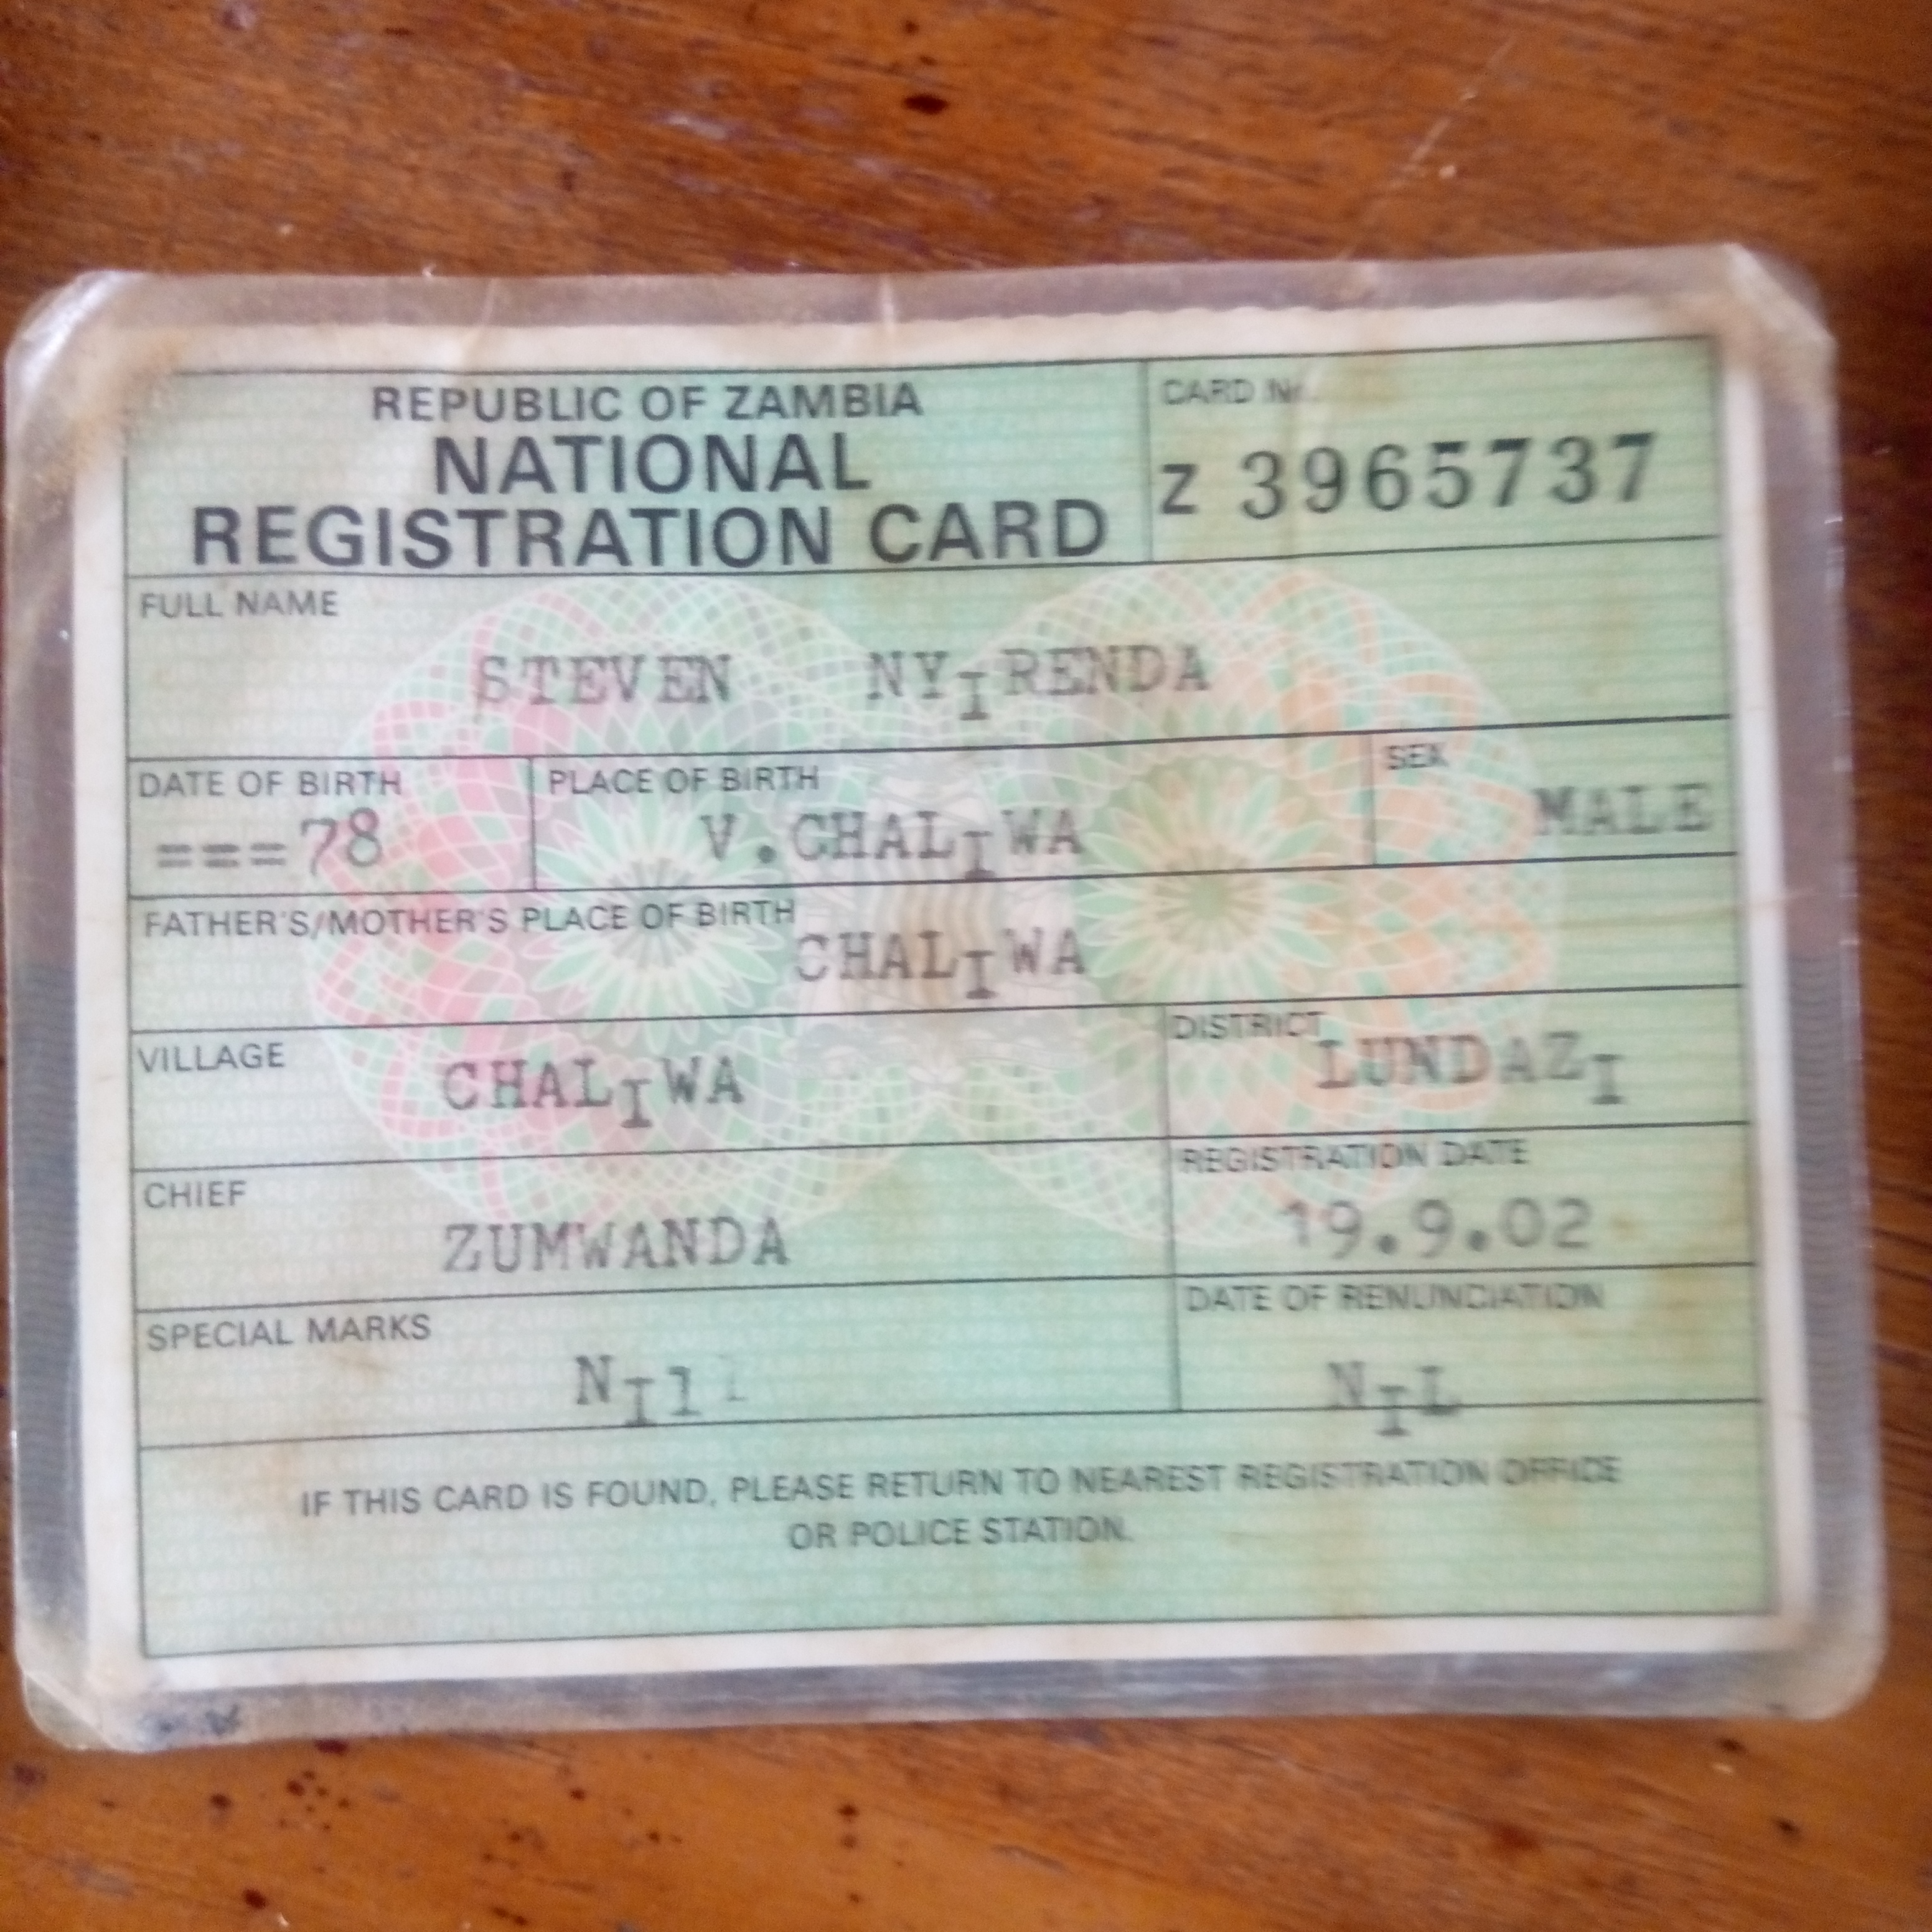 REPUBLIC OF ZAMBIA
NATIONAL
REGISTRATION CARD
CARD No.
Z 3965737
FULL NAME
STEVEN NYIRENDA
DATE OF BIRTH
===78
PLACE OF BIRTH
V.CHALIWA
SEX
MALE
FATHER'S/MOTHER'S PLACE OF BIRTH
CHALIWA
VILLAGE
CHALIWA
DISTRICT
LUNDAZI
CHIEF
ZUMWANDA
REGISTRATION DATE
19.9.02
SPECIAL MARKS
NIl
DATE OF RENUNCIATION
NIL
IF THIS CARD IS FOUND, PLEASE RETURN TO NEAREST REGISTRATION OFFICE
OR POLICE STATION.